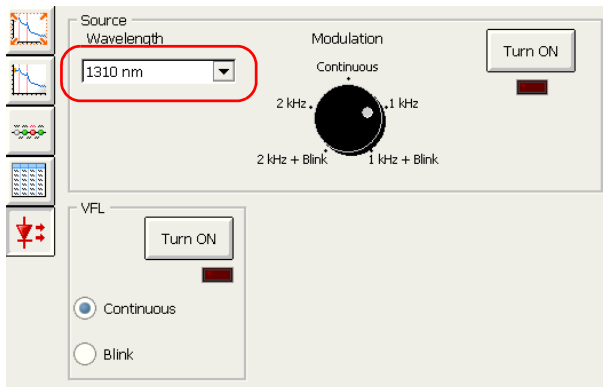 Source
Wavelength
Modulation
Turn ON
1310 nm
Continuous
2 kHz
1 kHz
2 kHz + Blink
1 kHz + Blink
VFL
Turn ON
Continuous
Blink